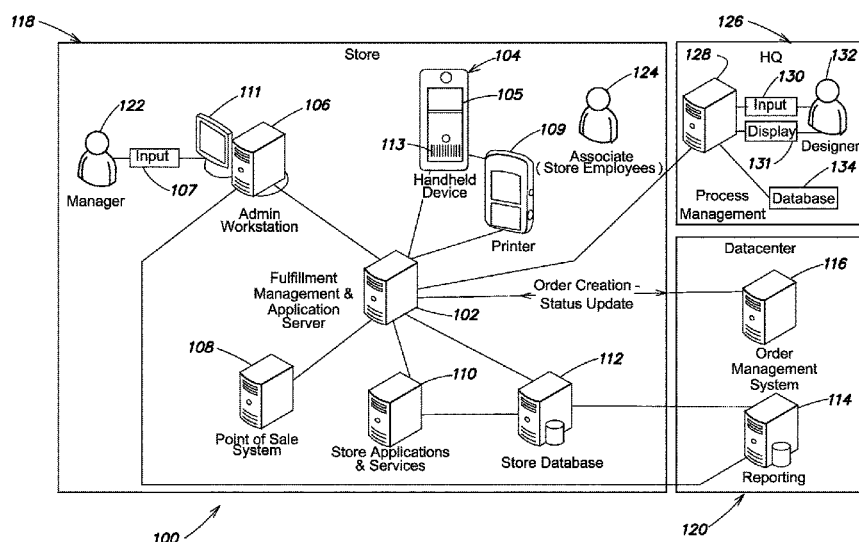 118
Store
104
105
113
Handheld
Device
109
Printer
124
Associate
(Store Employees)
122
Manager
Input
107
111
106
Admin
Workstation
Fulfillment
Management &
Application
Server
102
Order Creation -
Status Update
108
Point of Sale
System
110
Store Applications
& Services
112
Store Database
100
126
HQ
128
130
132
Input
Display
131
Designer
134
Database
Process
Management
Datacenter
116
Order
Management
System
114
Reporting
120